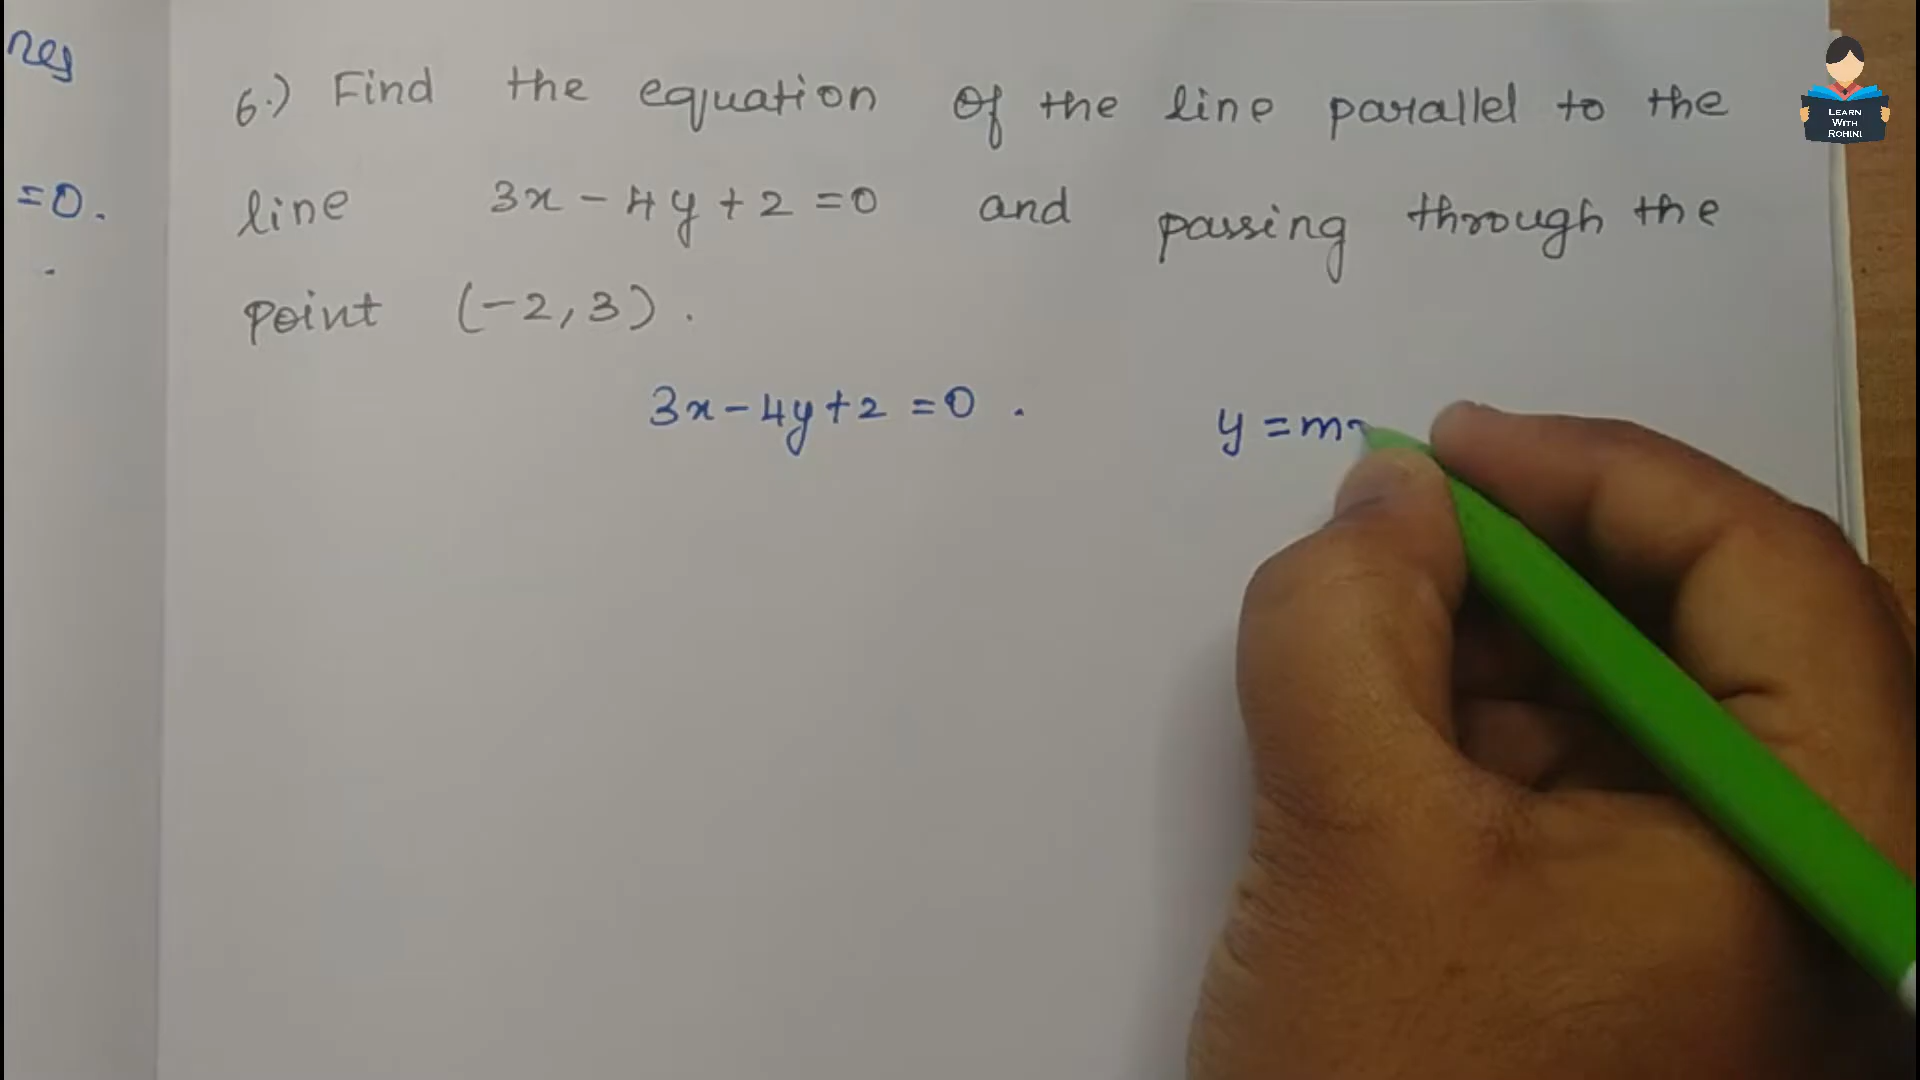 =0.
6.) Find the equation of the line parallel to the
line 3x - 4y + 2 = 0 and passing through the
point (-2, 3).
3x - 4y + 2 = 0 .
y = m
LEARN
WITH
ROHINI